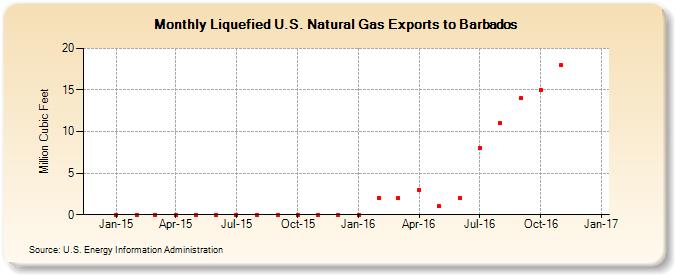 Monthly Liquefied U.S. Natural Gas Exports to Barbados
Million Cubic Feet
20
15
10
5
0
Jan-15 Apr-15 Jul-15 Oct-15 Jan-16 Apr-16 Jul-16 Oct-16 Jan-17
Source: U.S. Energy Information Administration